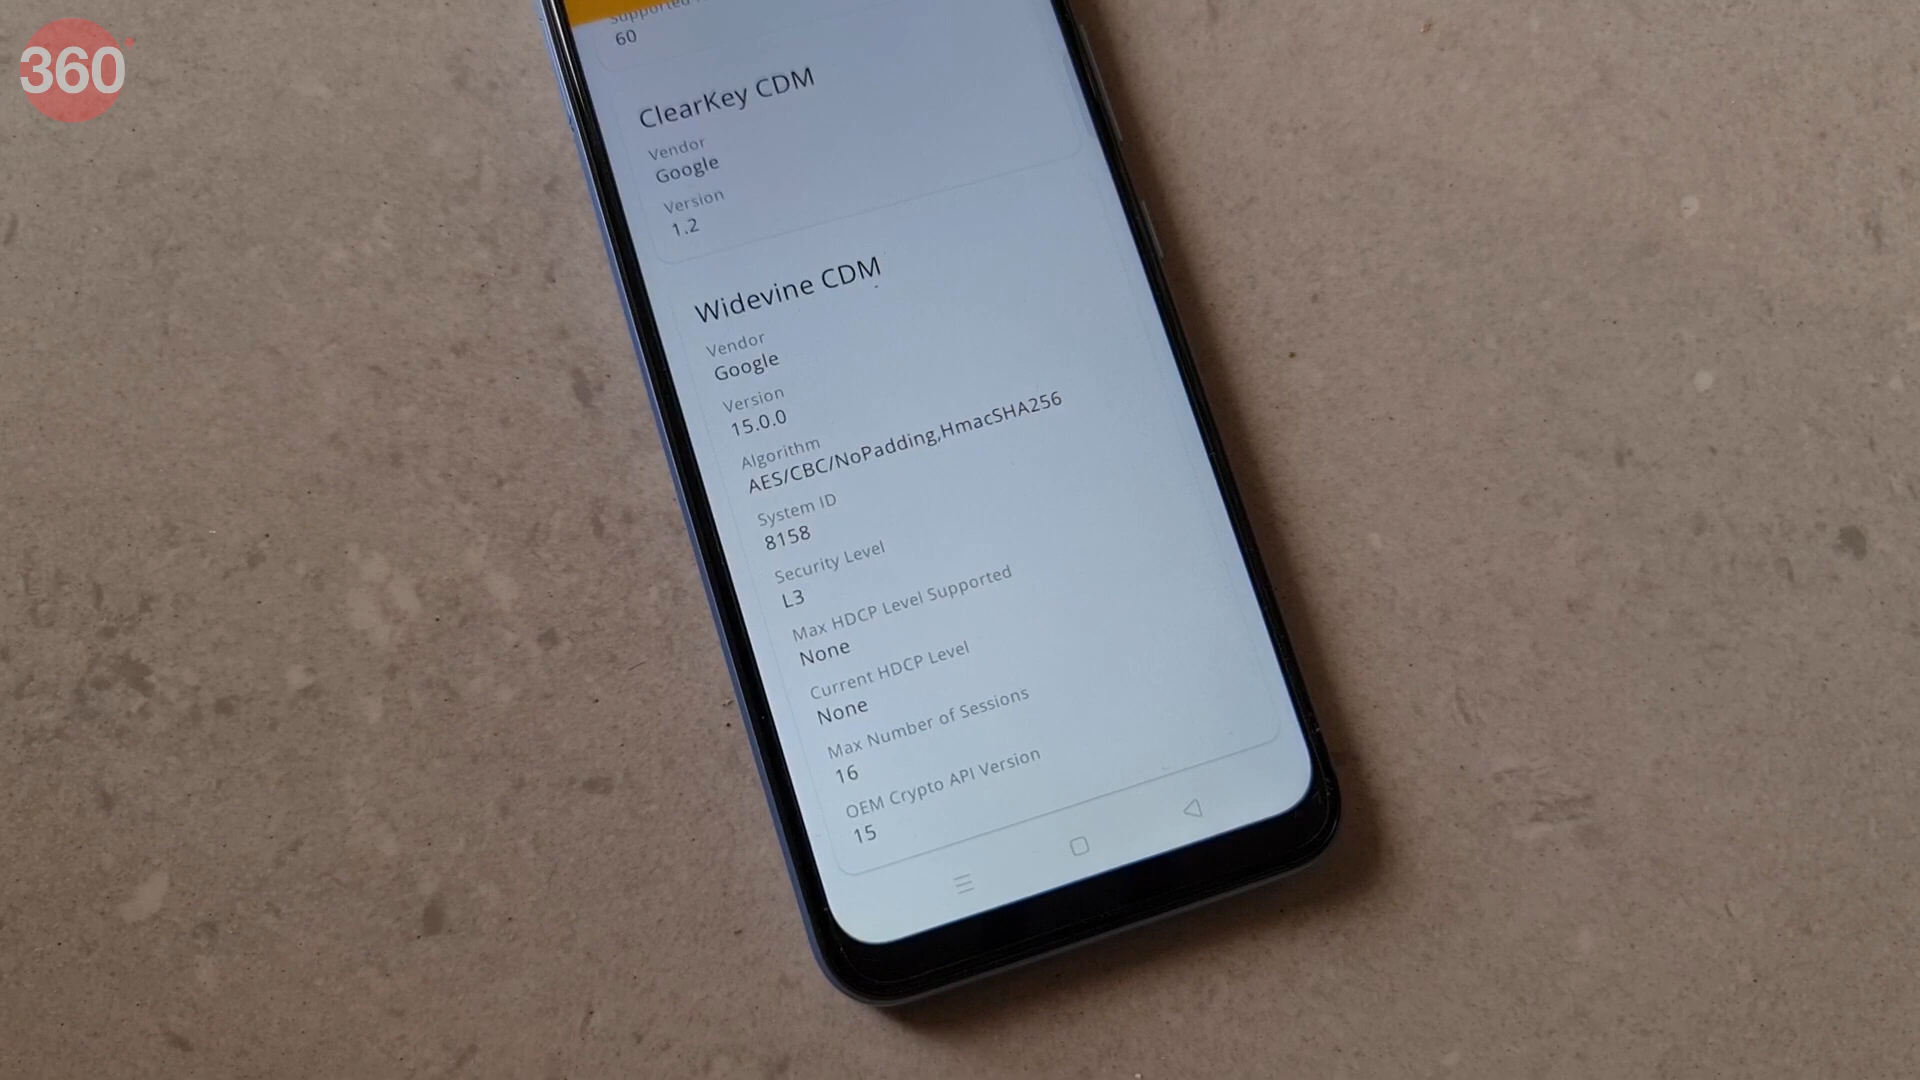 360
Supported
60
ClearKey CDM
Vendor
Google
Version
1.2
Widevine CDM
Vendor
Google
Version
15.0.0
Algorithm
AES/CBC/NoPadding,HmacSHA256
System ID
8158
Security Level
L3
Max HDCP Level Supported
None
Current HDCP Level
None
Max Number of Sessions
16
OEM Crypto API Version
15